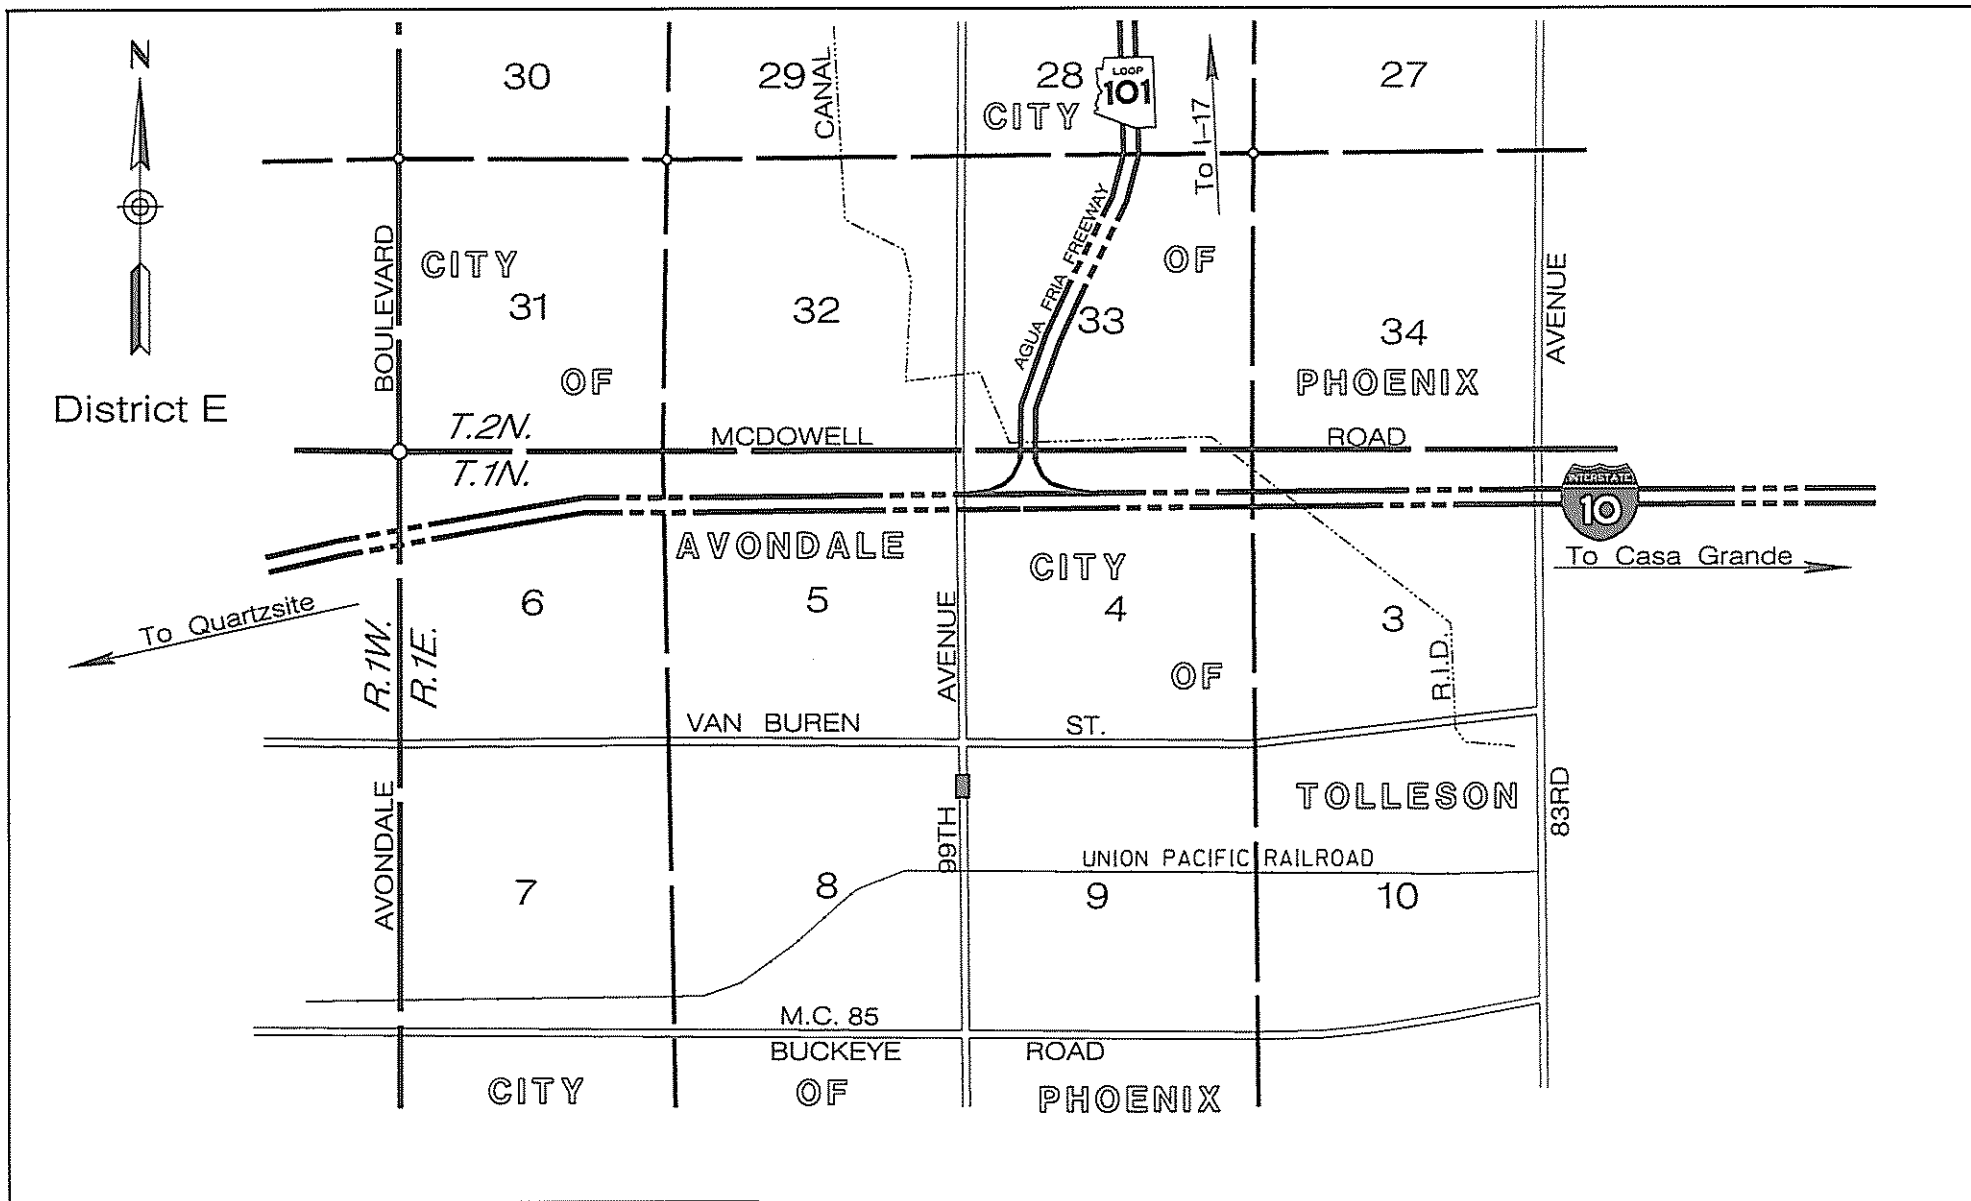 N
30
29
CANAL
28
LOOP
101
27
CITY
To I-17
BOULEVARD
CITY
31
32
AGUA FRIA FREEWAY
33
OF
34
AVENUE
District E
OF
PHOENIX
T.2N.
MCDOWELL
ROAD
T.1N.
INTERSTATE
10
AVONDALE
CITY
To Casa Grande
To Quartzsite
R.1W.
R.1E.
6
5
AVENUE
4
3
R.I.D.
OF
VAN BUREN
ST.
AVONDALE
99TH
TOLLESON
83RD
UNION PACIFIC RAILROAD
7
8
9
10
M.C. 85
BUCKEYE
ROAD
CITY
OF
PHOENIX